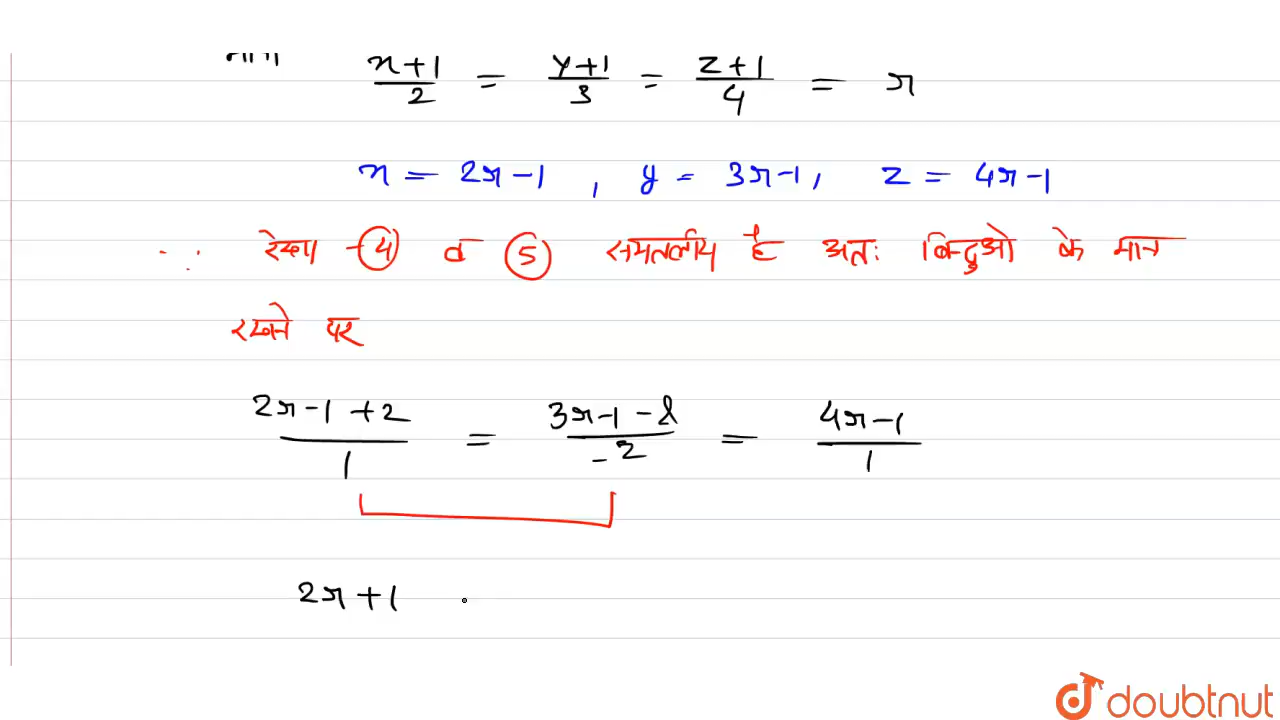 x+1/2 = y+1/3 = z+1/4 = r
x = 2r-1 , y = 3r-1, z = 4r-1
∵ रेखा - 4 व 5 समतलीय है अतः बिन्दुओ के मान
रखने पर
2r-1+2/1 = 3r-1-2/-2 = 4r-1/1
2r+1
doubtnut